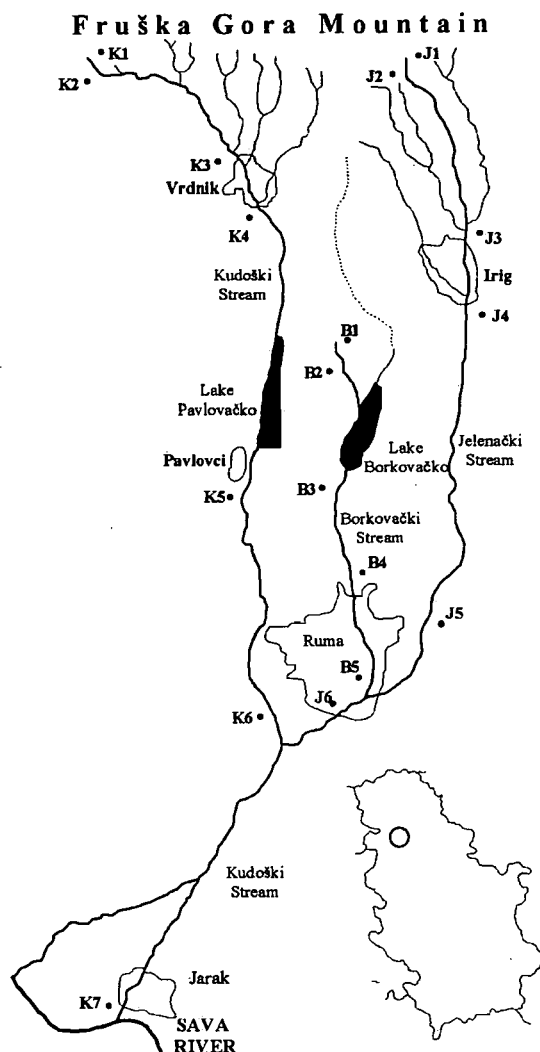 Fruška Gora Mountain
K1
J1
K2
J2
K3
Vrdnik
K4
J3
Kudoški
Stream
Irig
J4
B1
B2
Lake
Pavlovačko
Lake
Borkovačko
Jelenački
Stream
Pavlovci
K5
B3
Borkovački
Stream
B4
Ruma
J5
B5
J6
K6
Kudoški
Stream
Jarak
K7
SAVA
RIVER